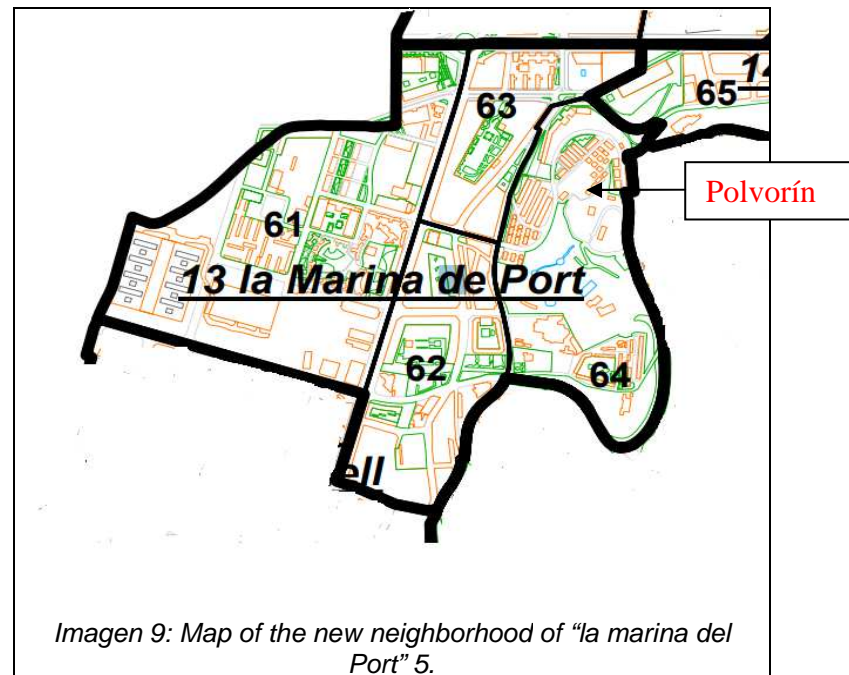 14
65
63
Polvorín
61
13 la Marina de Port
62
64
ell
Imagen 9: Map of the new neighborhood of “la marina del
Port” 5.